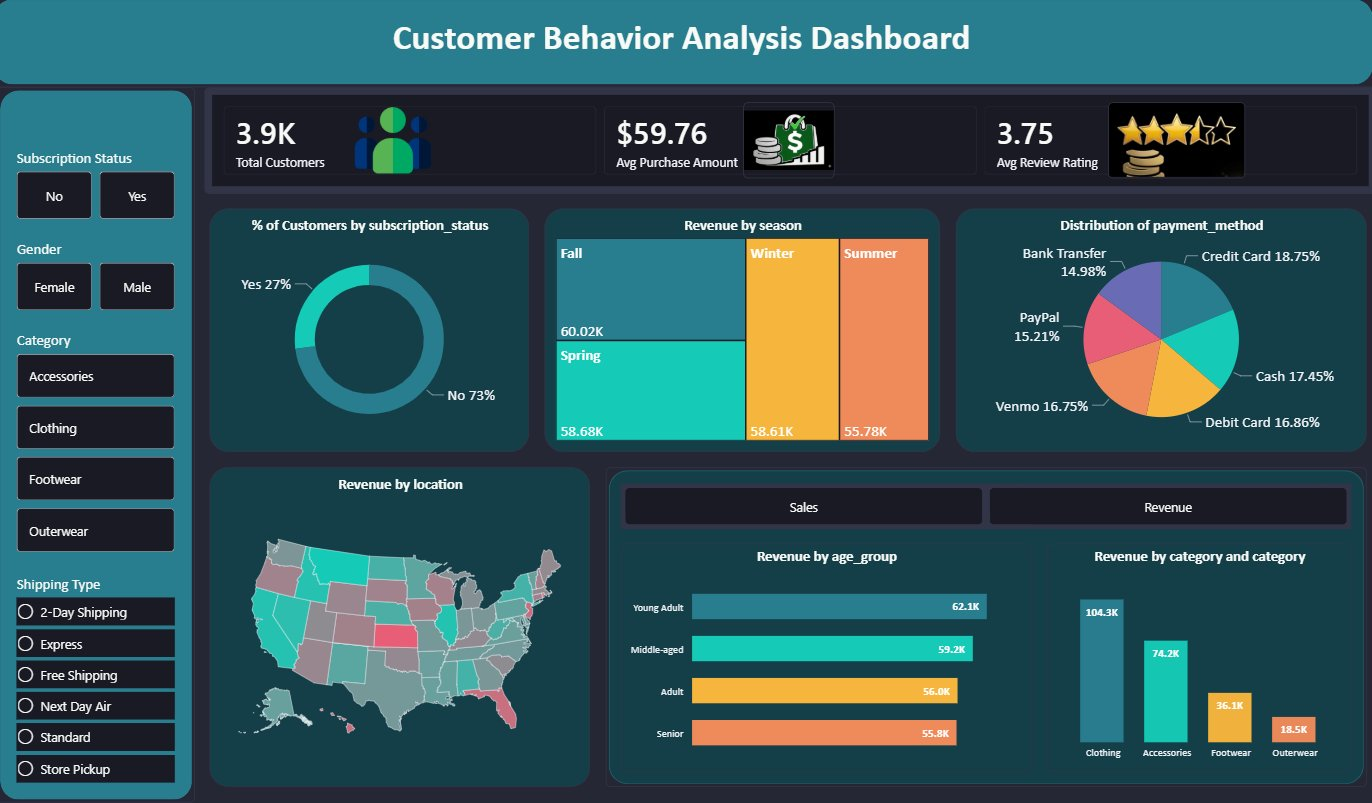 Customer Behavior Analysis Dashboard
Subscription Status
No
Yes
Gender
Female
Male
Category
Accessories
Clothing
Footwear
Outerwear
Shipping Type
2-Day Shipping
Express
Free Shipping
Next Day Air
Standard
Store Pickup
3.9K
Total Customers
$59.76
Avg Purchase Amount
$
3.75
Avg Review Rating
% of Customers by subscription_status
Yes 27%
No 73%
Revenue by season
Fall
60.02K
Spring
58.68K
Winter
58.61K
Summer
55.78K
Distribution of payment_method
Bank Transfer
14.98%
Credit Card 18.75%
PayPal
15.21%
Cash 17.45%
Venmo 16.75%
Debit Card 16.86%
Revenue by location
Sales
Revenue
Revenue by age_group
Young Adult
62.1K
Middle-aged
59.2K
Adult
56.0K
Senior
55.8K
Revenue by category and category
104.3K
74.2K
36.1K
18.5K
Clothing
Accessories
Footwear
Outerwear